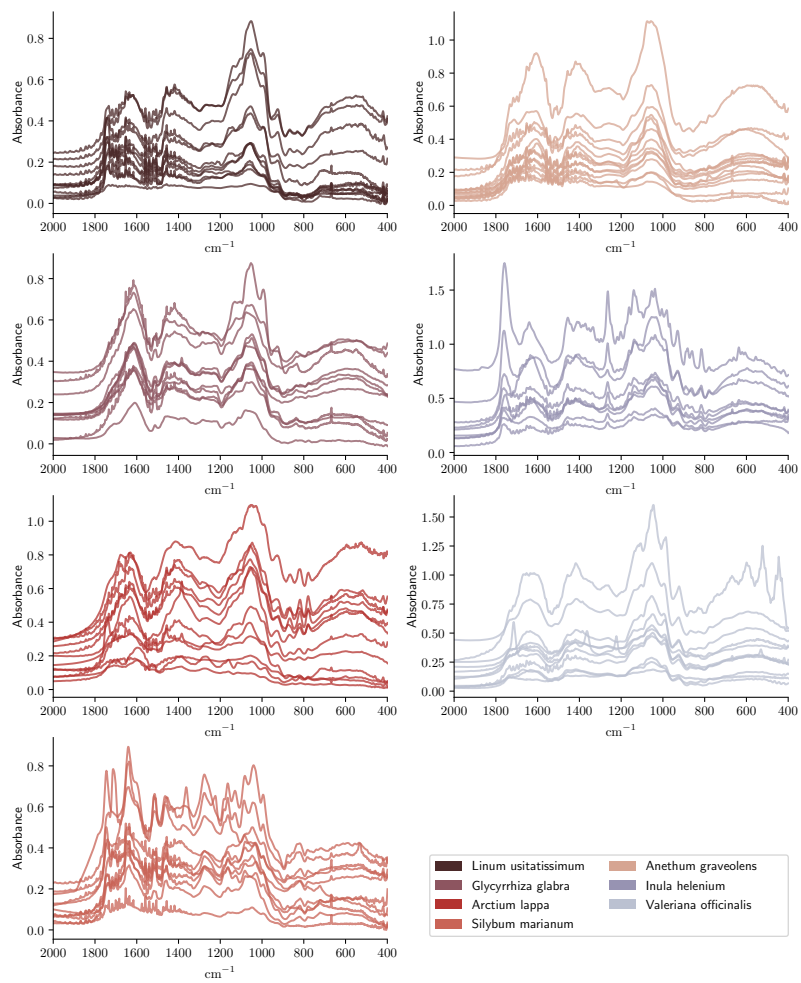 0.8
0.6
0.4
0.2
0.0
Absorbance
2000 1800 1600 1400 1200 1000 800 600 400
cm⁻¹
1.0
0.8
0.6
0.4
0.2
0.0
Absorbance
2000 1800 1600 1400 1200 1000 800 600 400
cm⁻¹
0.8
0.6
0.4
0.2
0.0
Absorbance
2000 1800 1600 1400 1200 1000 800 600 400
cm⁻¹
1.5
1.0
0.5
0.0
Absorbance
2000 1800 1600 1400 1200 1000 800 600 400
cm⁻¹
1.0
0.8
0.6
0.4
0.2
0.0
Absorbance
2000 1800 1600 1400 1200 1000 800 600 400
cm⁻¹
1.50
1.25
1.00
0.75
0.50
0.25
0.00
Absorbance
2000 1800 1600 1400 1200 1000 800 600 400
cm⁻¹
0.8
0.6
0.4
0.2
0.0
Absorbance
2000 1800 1600 1400 1200 1000 800 600 400
cm⁻¹
Linum usitatissimum
Glycyrrhiza glabra
Arctium lappa
Silybum marianum
Anethum graveolens
Inula helenium
Valeriana officinalis